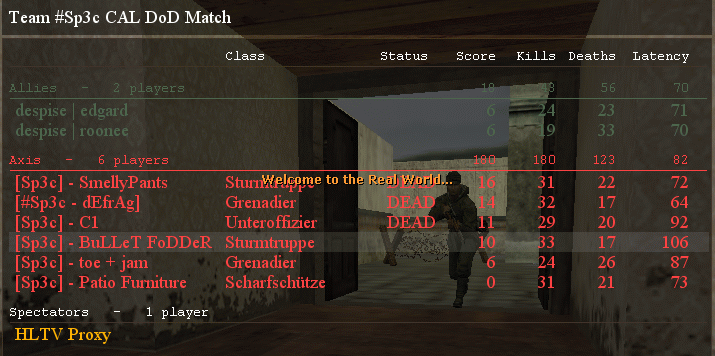 Team #Sp3c CAL DoD Match
Class Status Score Kills Deaths Latency
Allies - 2 players 10 56 70
despise | edgard 6 24 23 71
despise | roonee 6 19 33 70
Axis - 6 players 180 180 123 82
Welcome to the Real World...
[Sp3c] - SmellyPants Sturmtruppe 16 31 22 72
[#Sp3c - dEfrAg] Grenadier DEAD 14 32 17 64
[Sp3c] - C1 Unteroffizier DEAD 11 29 20 92
[Sp3c] - BuLLeT FoDDeR Sturmtruppe 10 33 17 106
[Sp3c] - toe + jam Grenadier 6 24 26 87
[Sp3c] - Patio Furniture Scharfschütze 0 31 21 73
Spectators - 1 player
HLTV Proxy